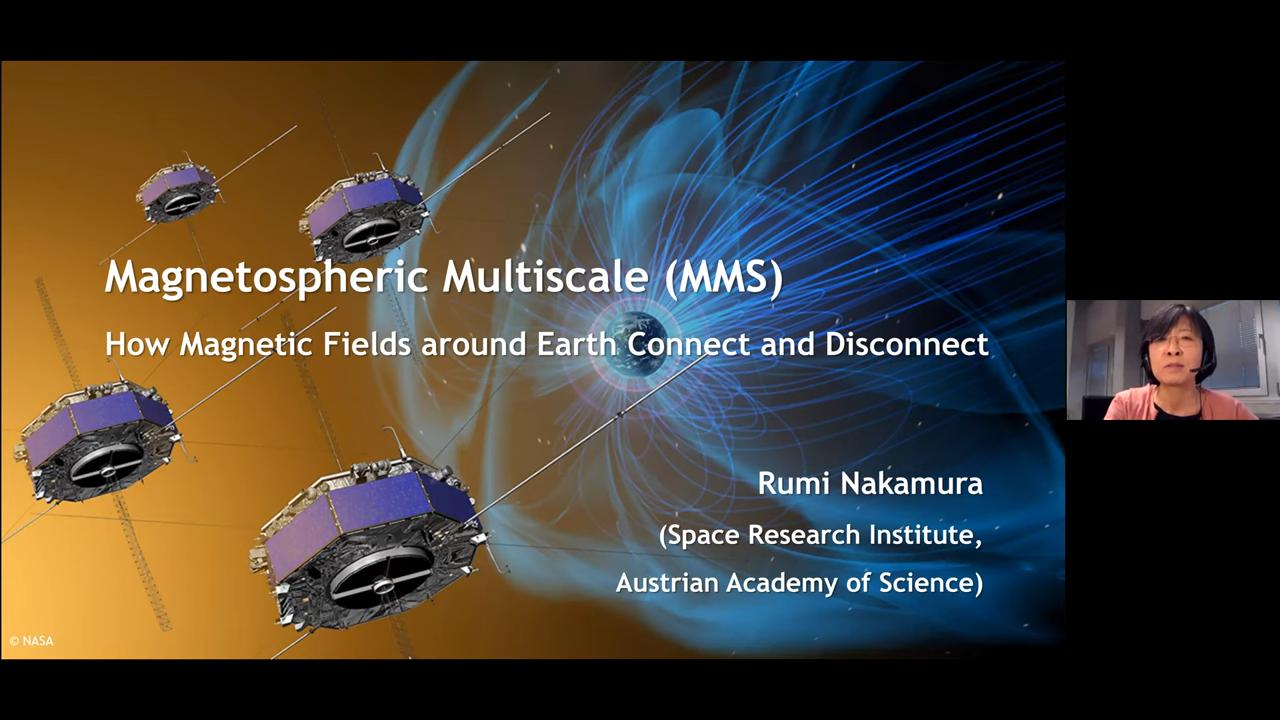 Magnetospheric Multiscale (MMS)
How Magnetic Fields around Earth Connect and Disconnect
Rumi Nakamura
(Space Research Institute,
Austrian Academy of Science)
© NASA